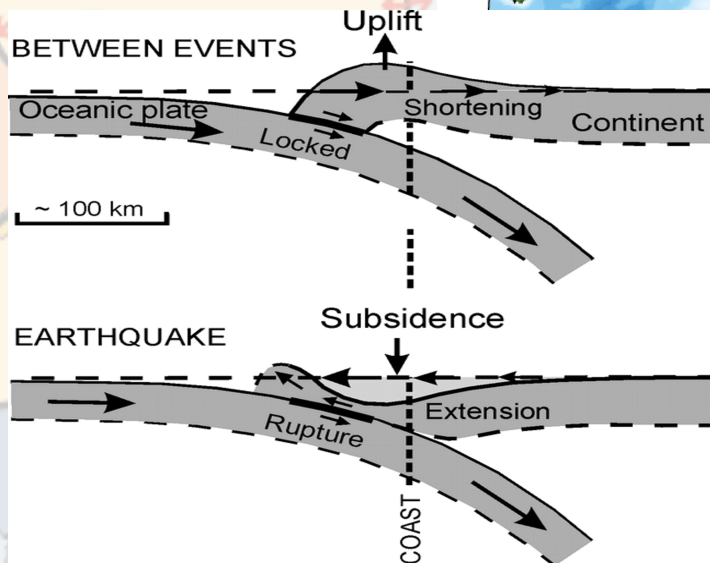 Uplift
BETWEEN EVENTS
Oceanic plate
Shortening
Locked
Continent
~ 100 km
Subsidence
EARTHQUAKE
Extension
Rupture
COAST